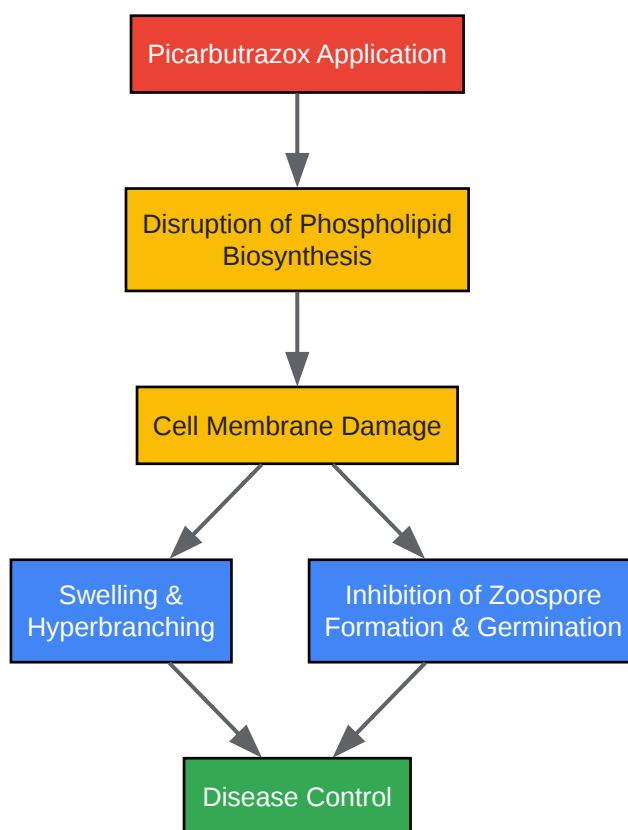 Picarbutrazox Application
Disruption of Phospholipid
Biosynthesis
Cell Membrane Damage
Swelling &
Hyperbranching
Inhibition of Zoospore
Formation & Germination
Disease Control